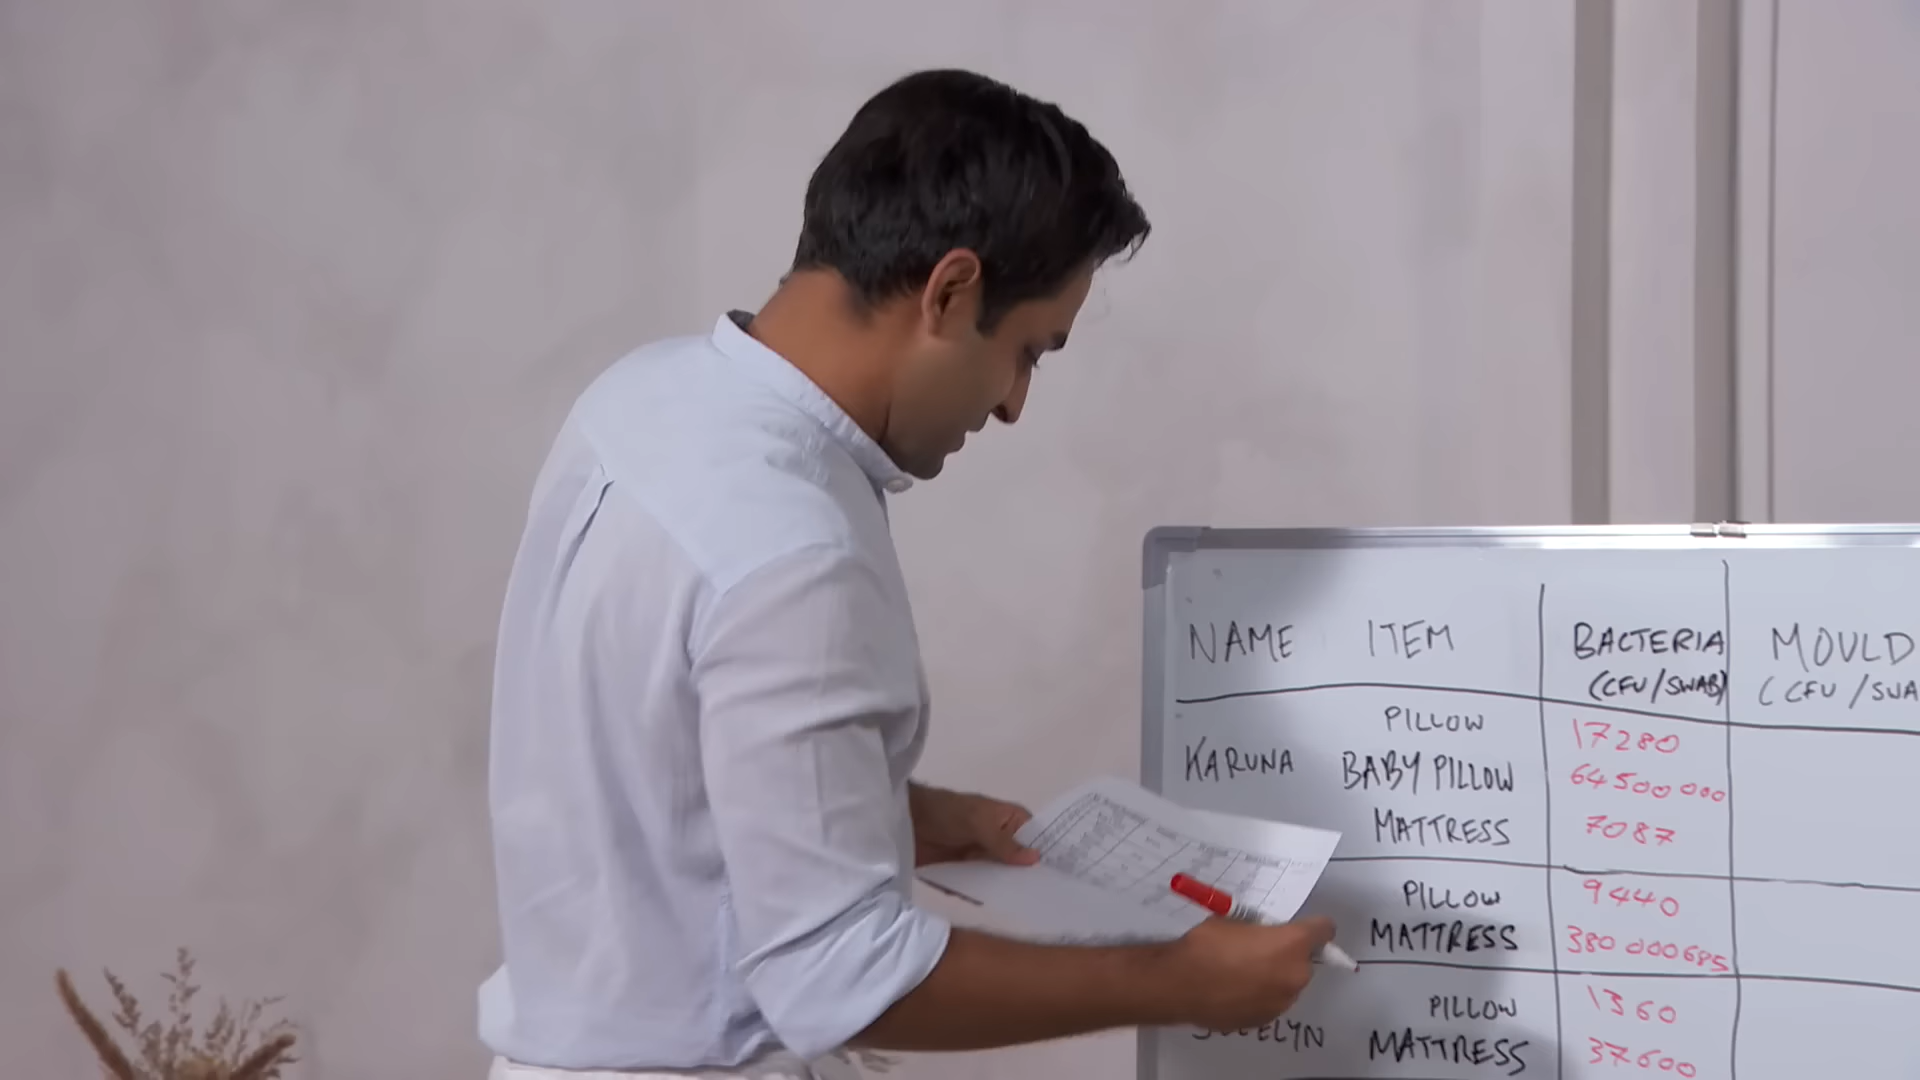 NAME ITEM BACTERIA MOULD
(CFU/SWAB) (CFU/SWA
PILLOW 17280
KARUNA BABY PILLOW 64500000
MATTRESS 7087
PILLOW 9440
MATTRESS 380000685
PILLOW 1360
JOCELYN MATTRESS 37600